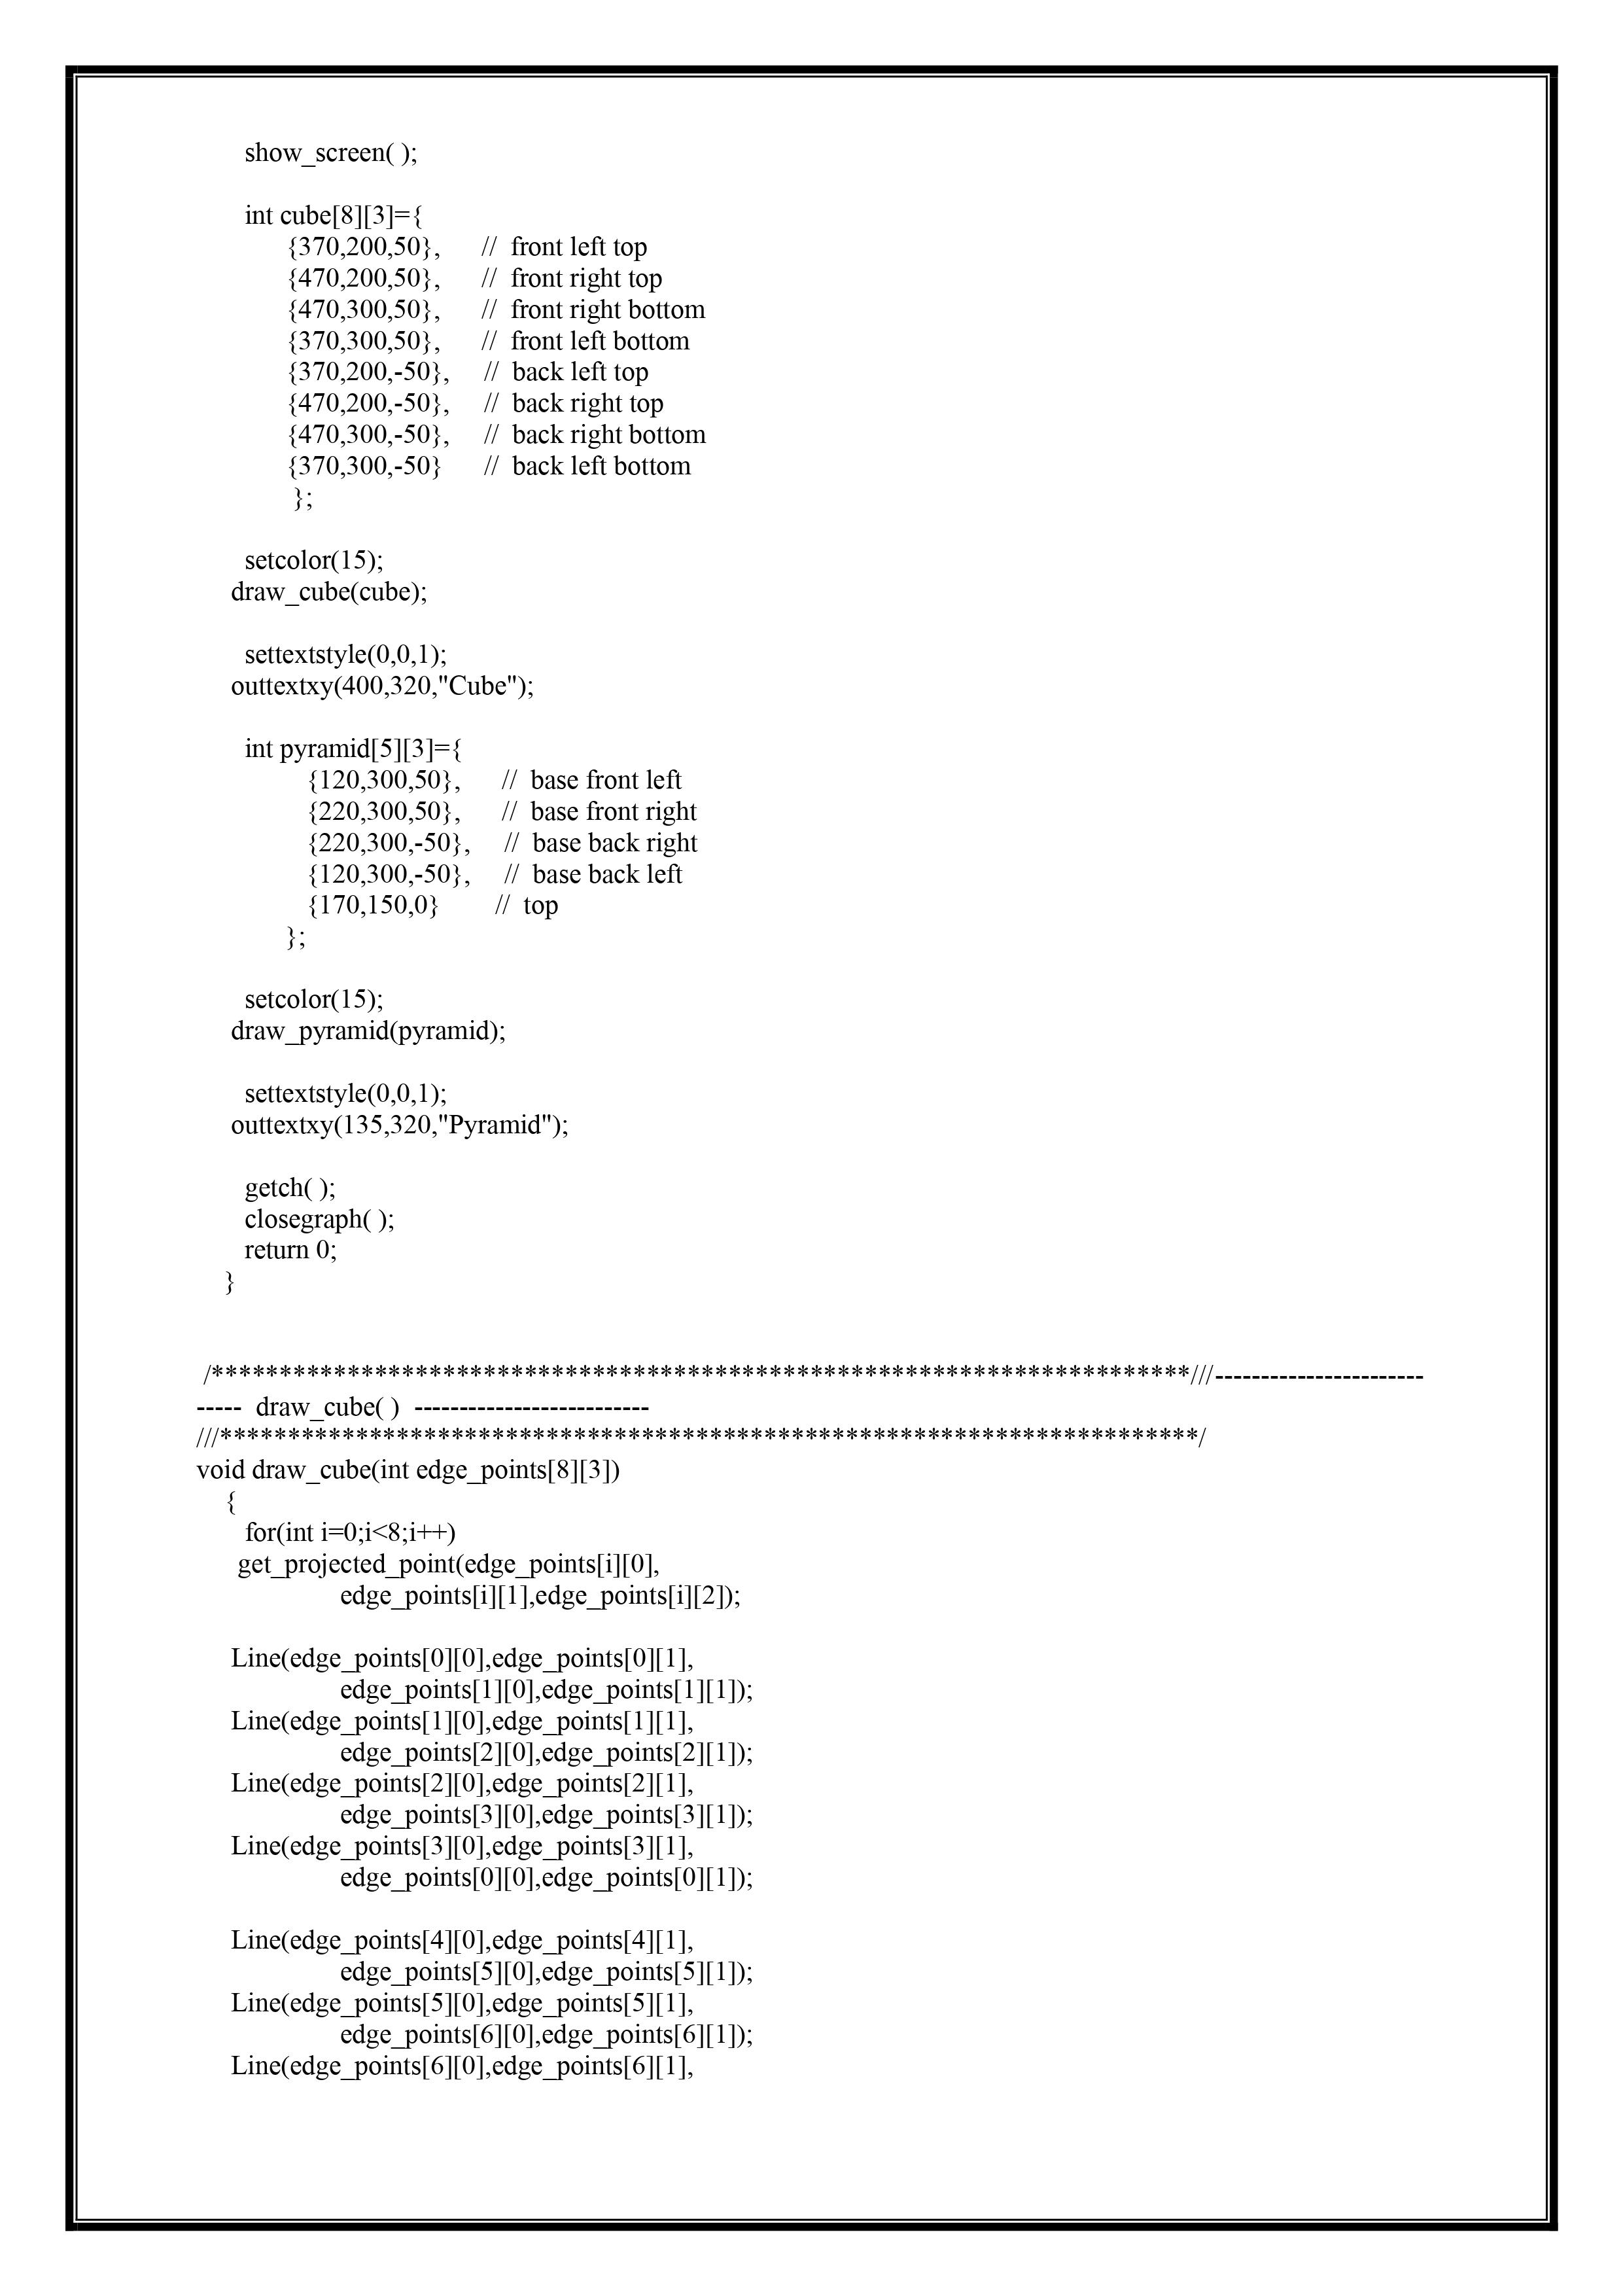 show_screen( );
int cube[8][3]={
{370,200,50}, // front left top
{470,200,50}, // front right top
{470,300,50}, // front right bottom
{370,300,50}, // front left bottom
{370,200,-50}, // back left top
{470,200,-50}, // back right top
{470,300,-50}, // back right bottom
{370,300,-50} // back left bottom
};
setcolor(15);
draw_cube(cube);
settextstyle(0,0,1);
outtextxy(400,320,"Cube");
int pyramid[5][3]={
{120,300,50}, // base front left
{220,300,50}, // base front right
{220,300,-50}, // base back right
{120,300,-50}, // base back left
{170,150,0} // top
};
setcolor(15);
draw_pyramid(pyramid);
settextstyle(0,0,1);
outtextxy(135,320,"Pyramid");
getch( );
closegraph( );
return 0;
}
/************************************************************************///-----------------------
----- draw_cube( ) --------------------------
///************************************************************************/
void draw_cube(int edge_points[8][3])
{
for(int i=0;i<8;i++)
get_projected_point(edge_points[i][0],
edge_points[i][1],edge_points[i][2]);
Line(edge_points[0][0],edge_points[0][1],
edge_points[1][0],edge_points[1][1]);
Line(edge_points[1][0],edge_points[1][1],
edge_points[2][0],edge_points[2][1]);
Line(edge_points[2][0],edge_points[2][1],
edge_points[3][0],edge_points[3][1]);
Line(edge_points[3][0],edge_points[3][1],
edge_points[0][0],edge_points[0][1]);
Line(edge_points[4][0],edge_points[4][1],
edge_points[5][0],edge_points[5][1]);
Line(edge_points[5][0],edge_points[5][1],
edge_points[6][0],edge_points[6][1]);
Line(edge_points[6][0],edge_points[6][1],